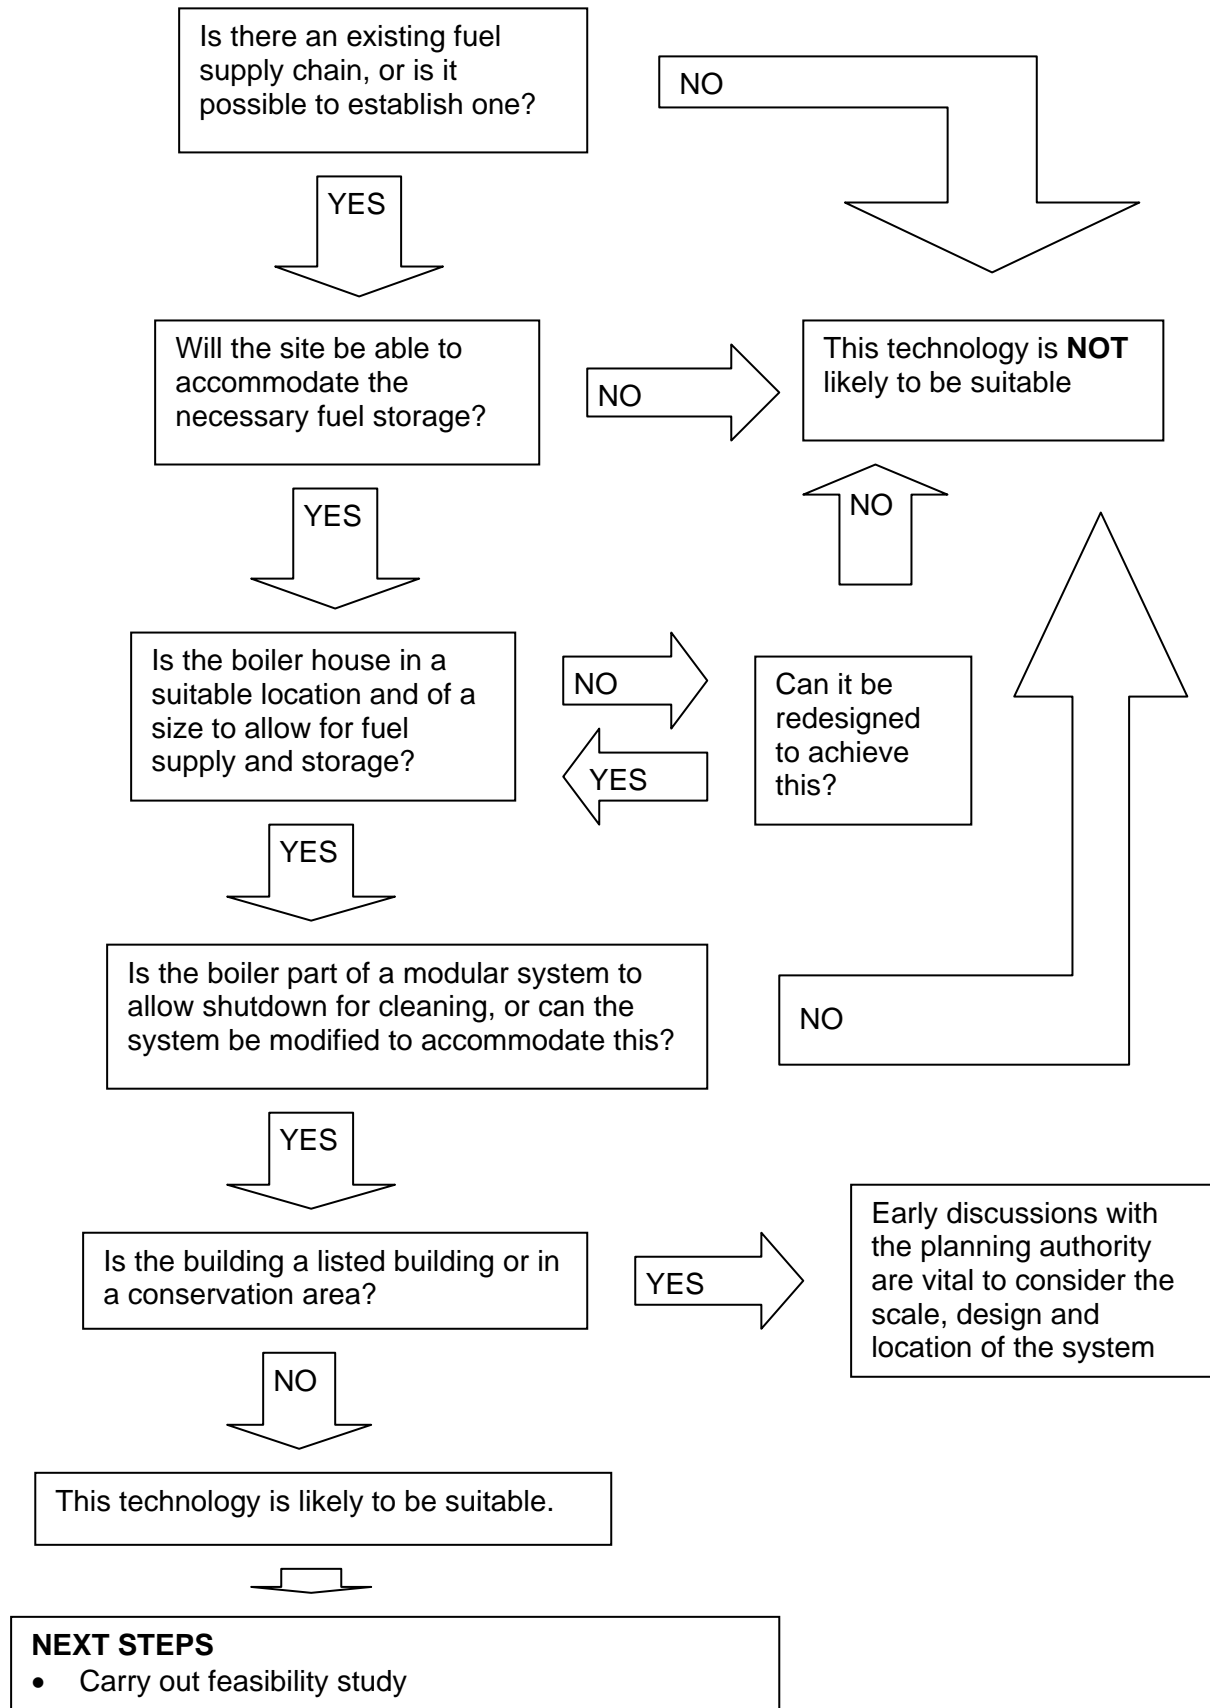 Is there an existing fuel
supply chain, or is it
possible to establish one?
NO
YES
Will the site be able to
accommodate the
necessary fuel storage?
NO
This technology is NOT
likely to be suitable
YES
NO
Is the boiler house in a
suitable location and of a
size to allow for fuel
supply and storage?
NO
YES
Can it be
redesigned
to achieve
this?
YES
Is the boiler part of a modular system to
allow shutdown for cleaning, or can the
system be modified to accommodate this?
NO
YES
Is the building a listed building or in
a conservation area?
YES
Early discussions with
the planning authority
are vital to consider the
scale, design and
location of the system
NO
This technology is likely to be suitable.
NEXT STEPS
• Carry out feasibility study